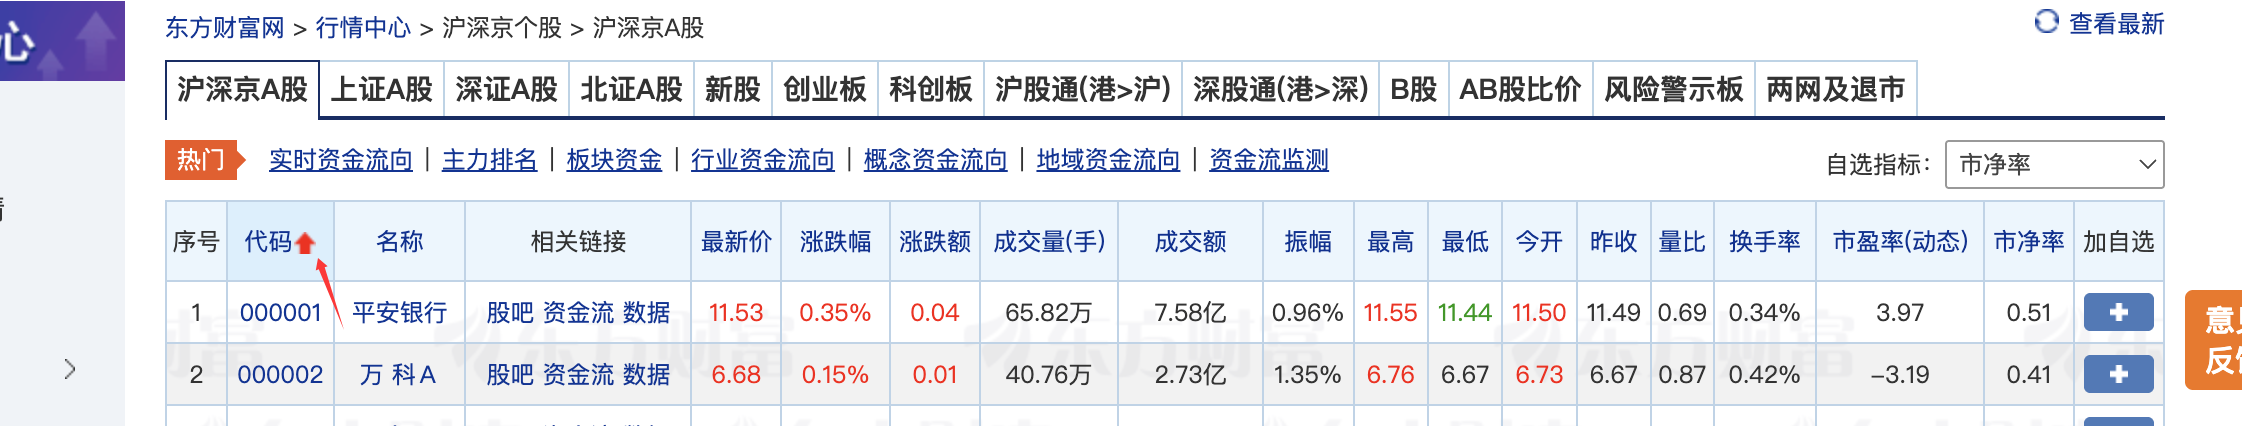 心
东方财富网 > 行情中心 > 沪深京个股 > 沪深京A股
查看最新
沪深京A股 上证A股 深证A股 北证A股 新股 创业板 科创板 沪股通(港>沪) 深股通(港>深) B股 AB股比价 风险警示板 两网及退市
热门 实时资金流向 | 主力排名 | 板块资金 | 行业资金流向 | 概念资金流向 | 地域资金流向 | 资金流监测
自选指标： 市净率
序号 代码 名称 相关链接 最新价 涨跌幅 涨跌额 成交量(手) 成交额 振幅 最高 最低 今开 昨收 量比 换手率 市盈率(动态) 市净率 加自选
1 000001 平安银行 股吧 资金流 数据 11.53 0.35% 0.04 65.82万 7.58亿 0.96% 11.55 11.44 11.50 11.49 0.69 0.34% 3.97 0.51
2 000002 万 科A 股吧 资金流 数据 6.68 0.15% 0.01 40.76万 2.73亿 1.35% 6.76 6.67 6.73 6.67 0.87 0.42% -3.19 0.41
东方财富 东方财富 东方财富
意
反